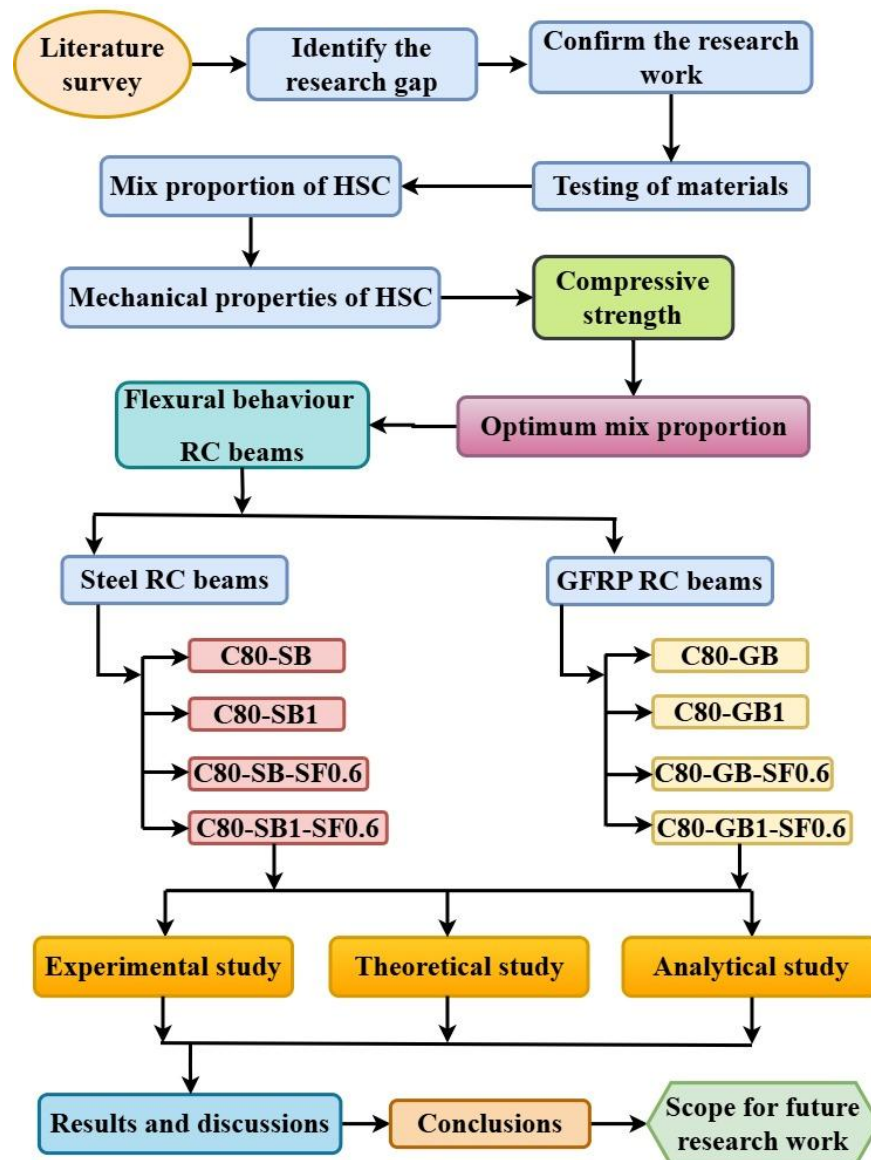 Literature
survey
Identify the
research gap
Confirm the research
work
Testing of materials
Mix proportion of HSC
Mechanical properties of HSC
Compressive
strength
Optimum mix proportion
Flexural behaviour
RC beams
Steel RC beams
C80-SB
C80-SB1
C80-SB-SF0.6
C80-SB1-SF0.6
GFRP RC beams
C80-GB
C80-GB1
C80-GB-SF0.6
C80-GB1-SF0.6
Experimental study
Theoretical study
Analytical study
Results and discussions
Conclusions
Scope for future
research work